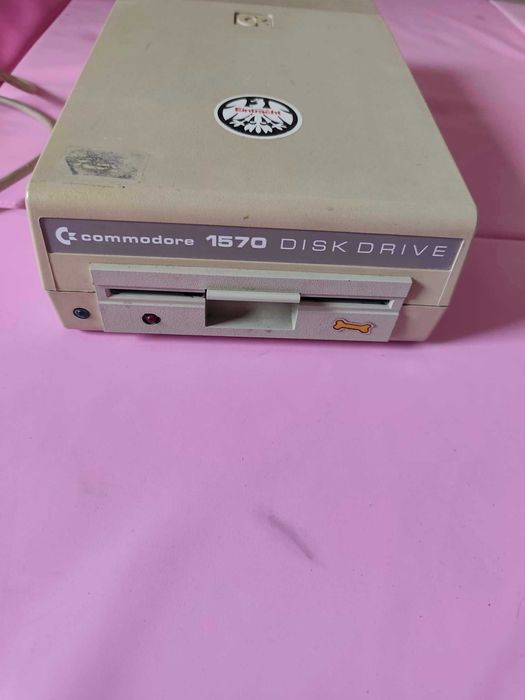 Eintracht
commodore 1570 DISK DRIVE